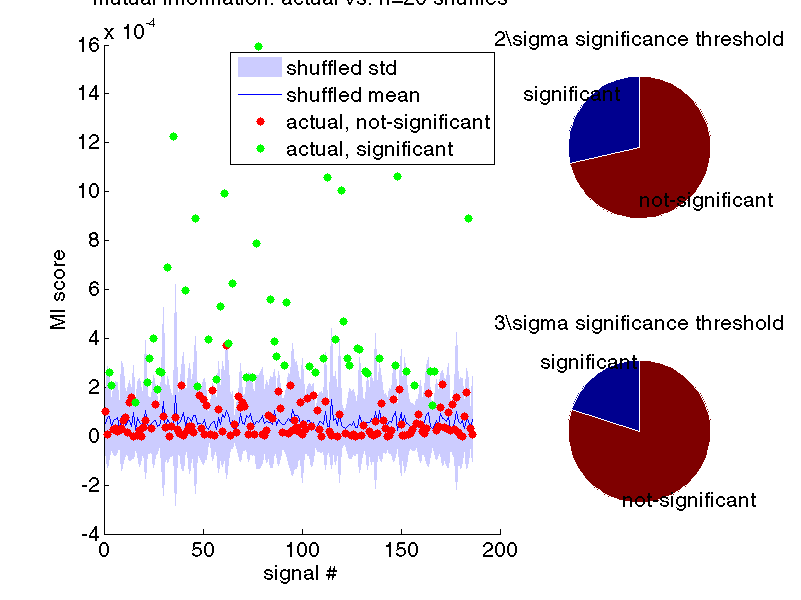 mutual information: actual vs. n=20 shuffles
x 10^-4
16
14
12
10
8
6
4
2
0
-2
-4
0 50 100 150 200
MI score
signal #
shuffled std
shuffled mean
actual, not-significant
actual, significant
2\sigma significance threshold
significant
not-significant
3\sigma significance threshold
significant
not-significant